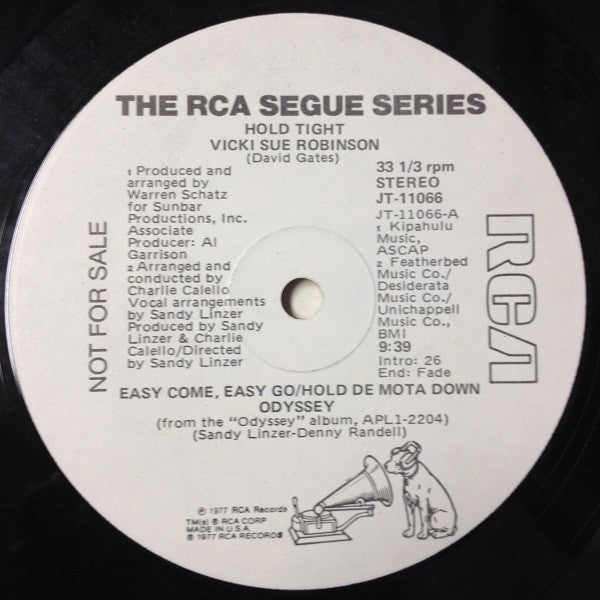 THE RCA SEGUE SERIES
HOLD TIGHT
VICKI SUE ROBINSON
(David Gates)
1 Produced and
arranged by
Warren Schatz
for Sunbar
Productions, Inc.
Associate
Producer: Al
Garrison
2 Arranged and
conducted by
Charlie Calello
Vocal arrangements
by Sandy Linzer
Produced by Sandy
Linzer & Charlie
Calello/Directed
by Sandy Linzer
33 1/3 rpm
STEREO
JT-11066
JT-11066-A
1 Kipahulu
Music,
ASCAP
2 Featherbed
Music Co./
Desiderata
Music Co./
Unichappell
Music Co.,
BMI
9:39
Intro: 26
End: Fade
NOT FOR SALE
RCA
EASY COME, EASY GO/HOLD DE MOTA DOWN
ODYSSEY
(from the "Odyssey" album, APL1-2204)
(Sandy Linzer-Denny Randell)
℗ 1977 RCA Records
TM(s) ® RCA CORP
MADE IN U.S.A.
© 1977 RCA RECORDS